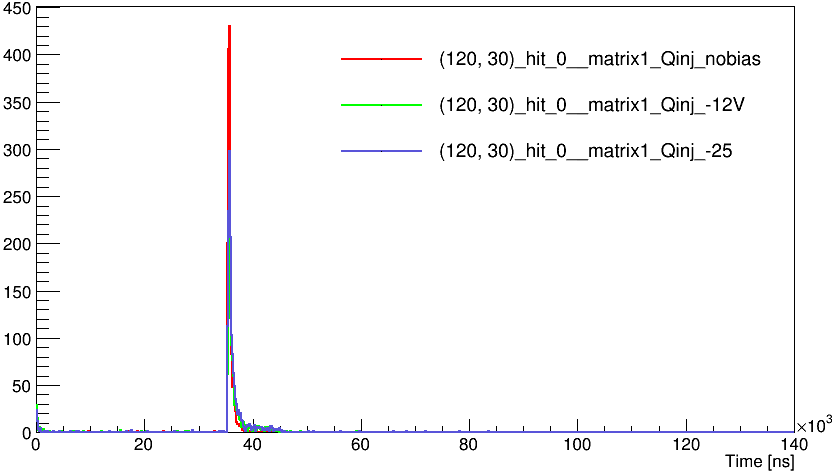 450
400
350
300
250
200
150
100
50
0
(120, 30)_hit_0__matrix1_Qinj_nobias
(120, 30)_hit_0__matrix1_Qinj_-12V
(120, 30)_hit_0__matrix1_Qinj_-25
0 20 40 60 80 100 120 140
×10³
Time [ns]